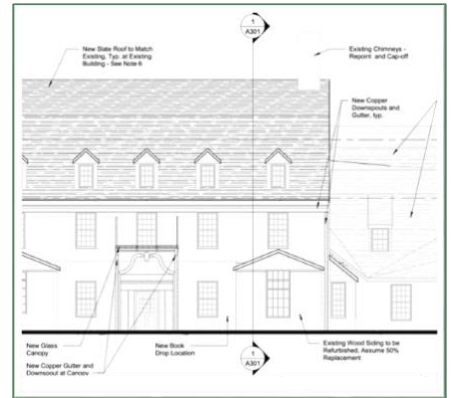 1
A301
New Slate Roof to Match
Existing, Typ. at Existing
Building - See Note 6
Existing Chimneys -
Repoint and Cap-off
New Copper
Downspouts and
Gutter, typ.
New Glass
Canopy
New Book
Drop Location
Existing Wood Siding to be
Refurbished, Assume 50%
Replacement
New Copper Gutter and
Downspout at Canopy
1
A301